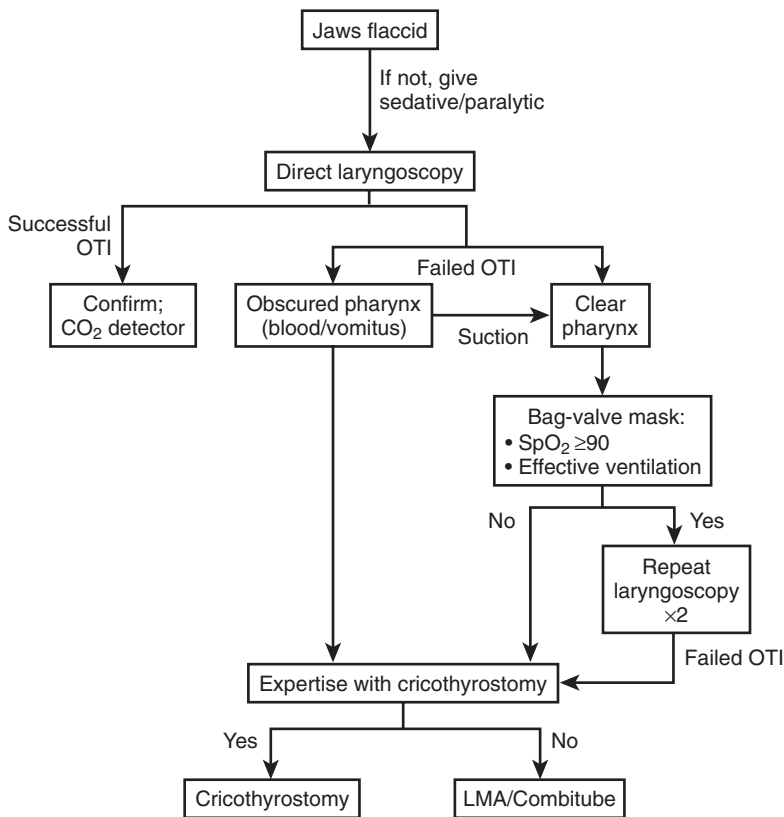 Jaws flaccid
If not, give
sedative/paralytic
Direct laryngoscopy
Successful
OTI
Failed OTI
Confirm;
CO₂ detector
Obscured pharynx
(blood/vomitus)
Suction
Clear
pharynx
Bag-valve mask:
• SpO₂ ≥90
• Effective ventilation
No
Yes
Repeat
laryngoscopy
×2
Failed OTI
Expertise with cricothyrostomy
Yes
No
Cricothyrostomy
LMA/Combitube